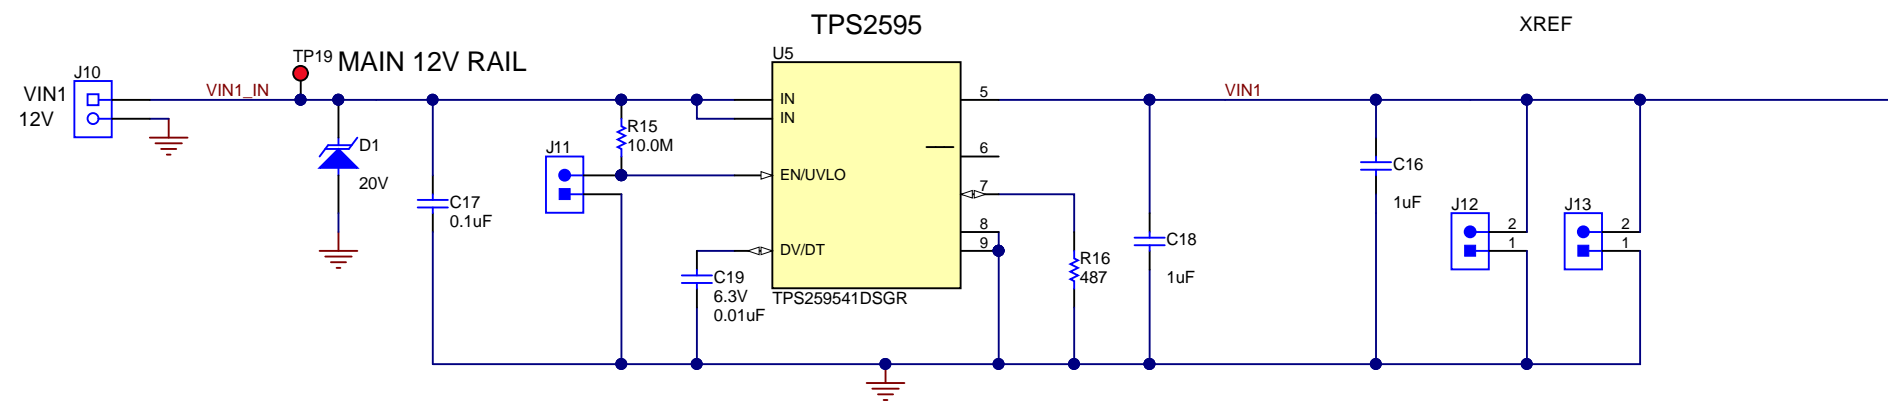 TPS2595
XREF
TP19 MAIN 12V RAIL
U5
J10
VIN1
12V
VIN1_IN
IN
IN
5
VIN1
R15
10.0M
D1
20V
J11
6
EN/UVLO
7
C16
1uF
C17
0.1uF
J12
2
1
J13
2
1
8
9
DV/DT
C18
1uF
R16
487
C19
6.3V
0.01uF
TPS259541DSGR